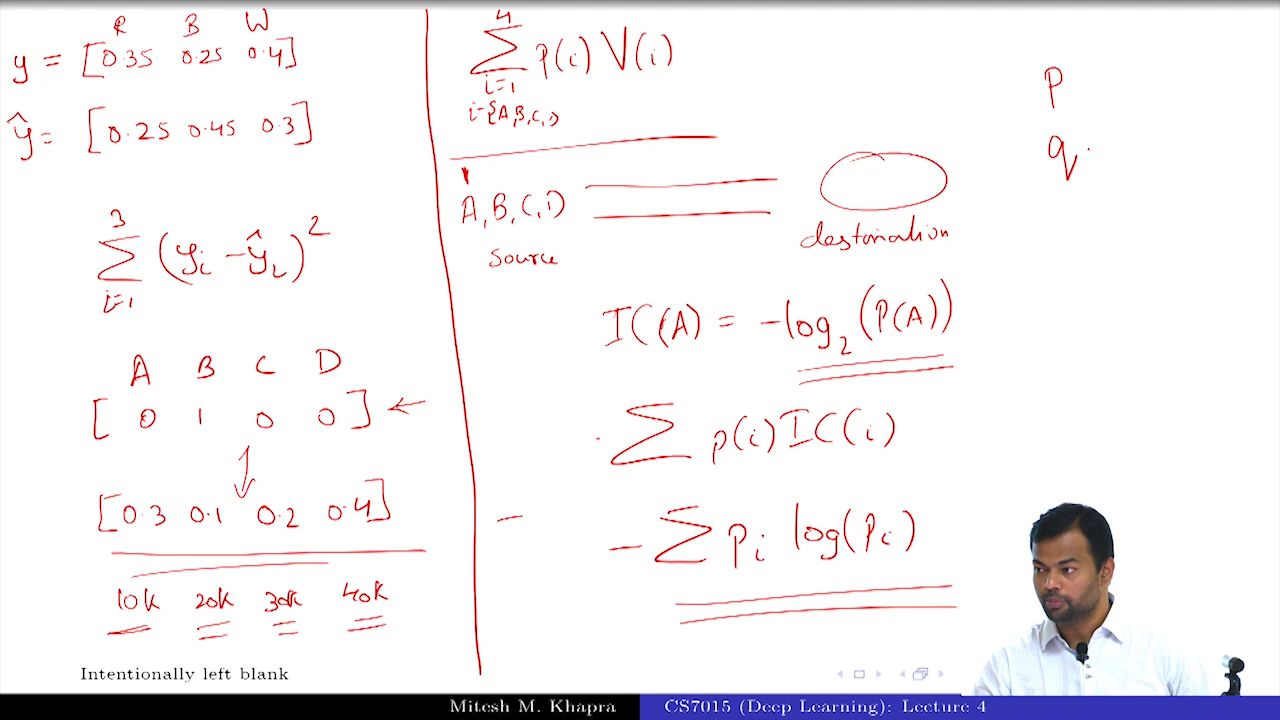 R B W
y = [0.35 0.25 0.4]
ŷ = [0.25 0.45 0.3]
3
∑ (yi − ŷi)²
i=1
A B C D
[ 0 1 0 0 ] ←
↕
[0.3 0.1 0.2 0.4]
10k 20k 30k 40k
4
∑ p(i) V(i)
i=1
i={A,B,C,D
A,B,C,D
source
destination
IC(A) = −log₂(P(A))
∑ p(i)IC(i)
− ∑ pi log(pi)
p
q
Intentionally left blank
Mitesh M. Khapra CS7015 (Deep Learning): Lecture 4